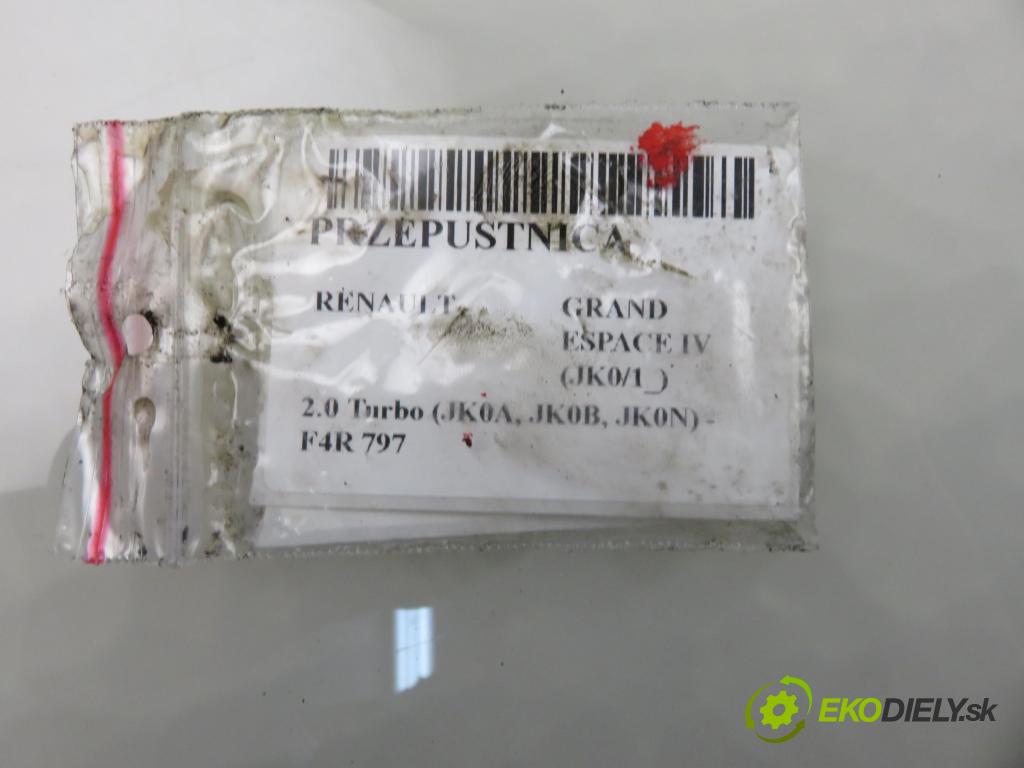 PRZEPUSTNICA
RENAULT GRAND
ESPACE IV
(JK0/1_)
2.0 Turbo (JK0A, JK0B, JK0N) -
F4R 797
EKODIELY.sk